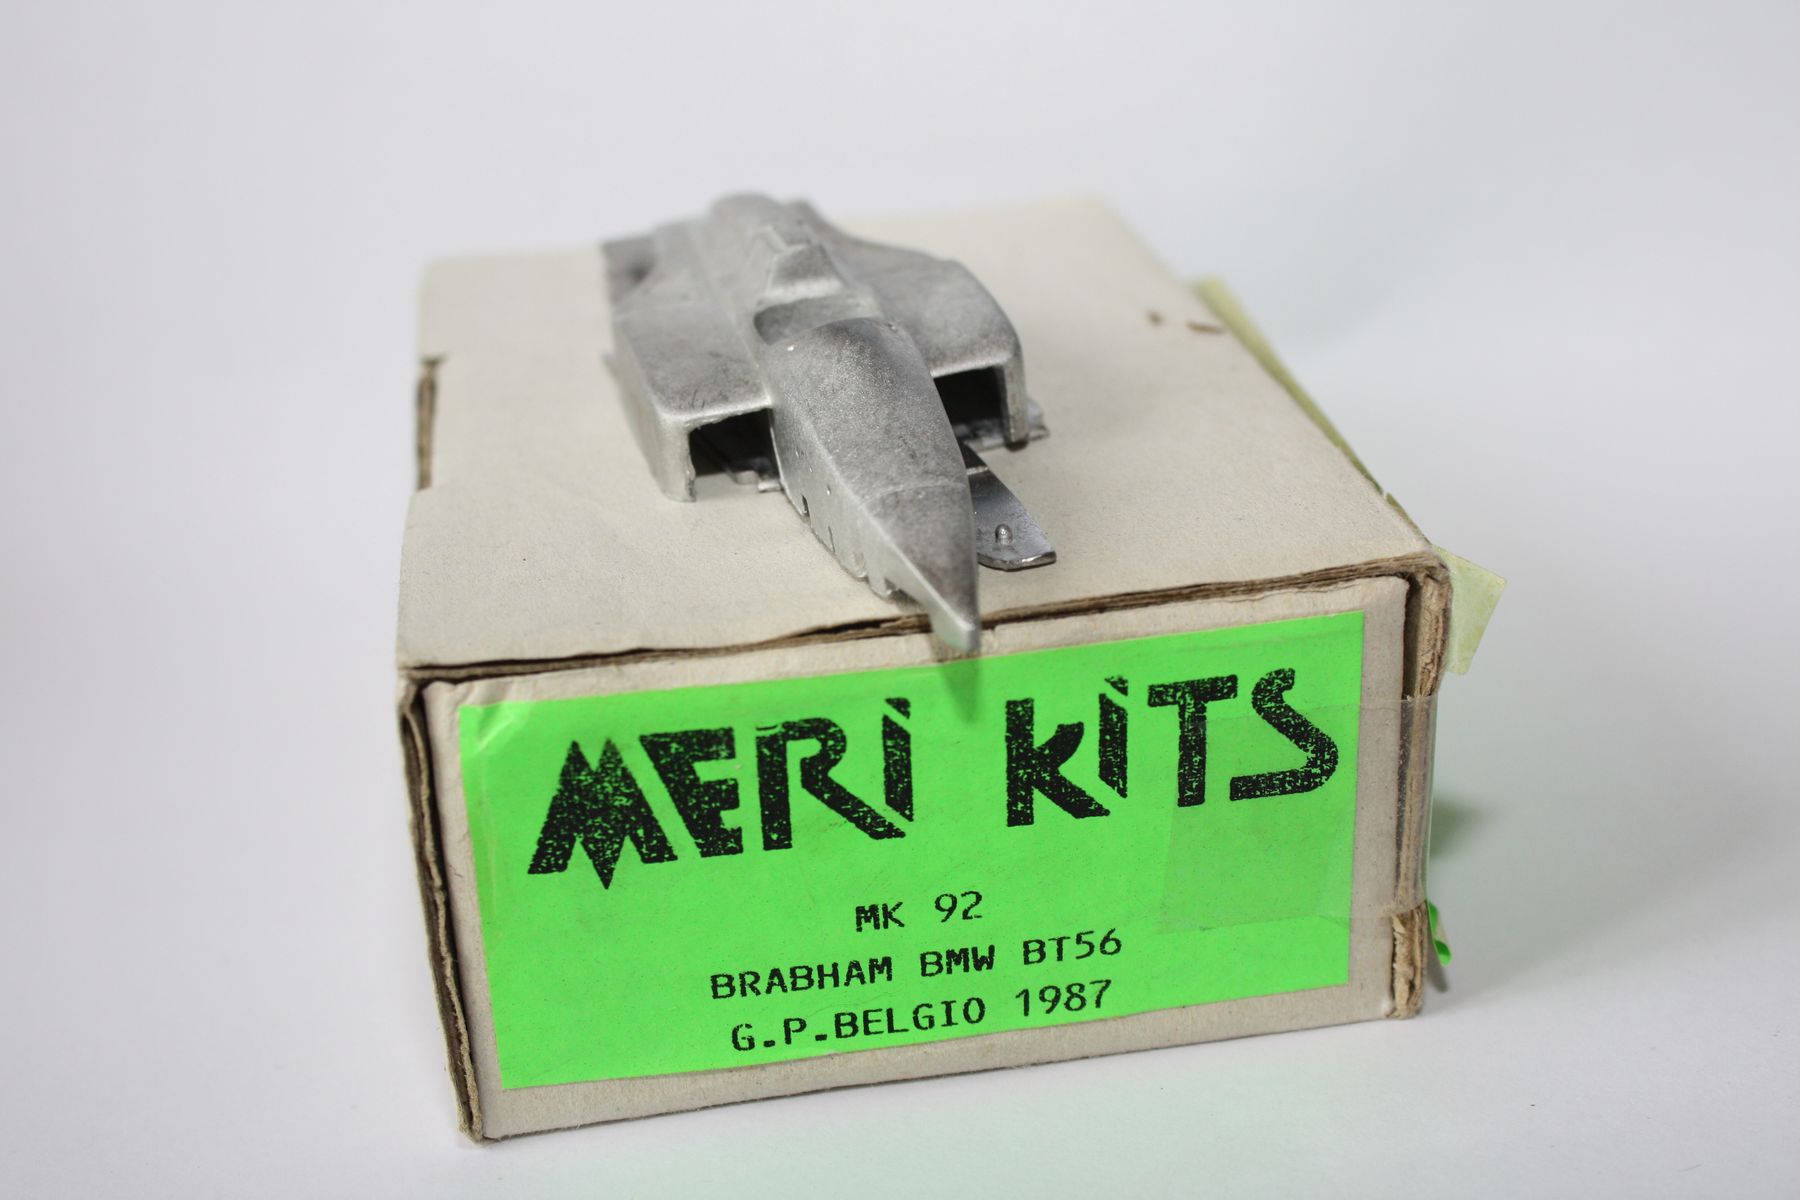 MERi KiTS
MK 92
BRABHAM BMW BT56
G.P.BELGIO 1987